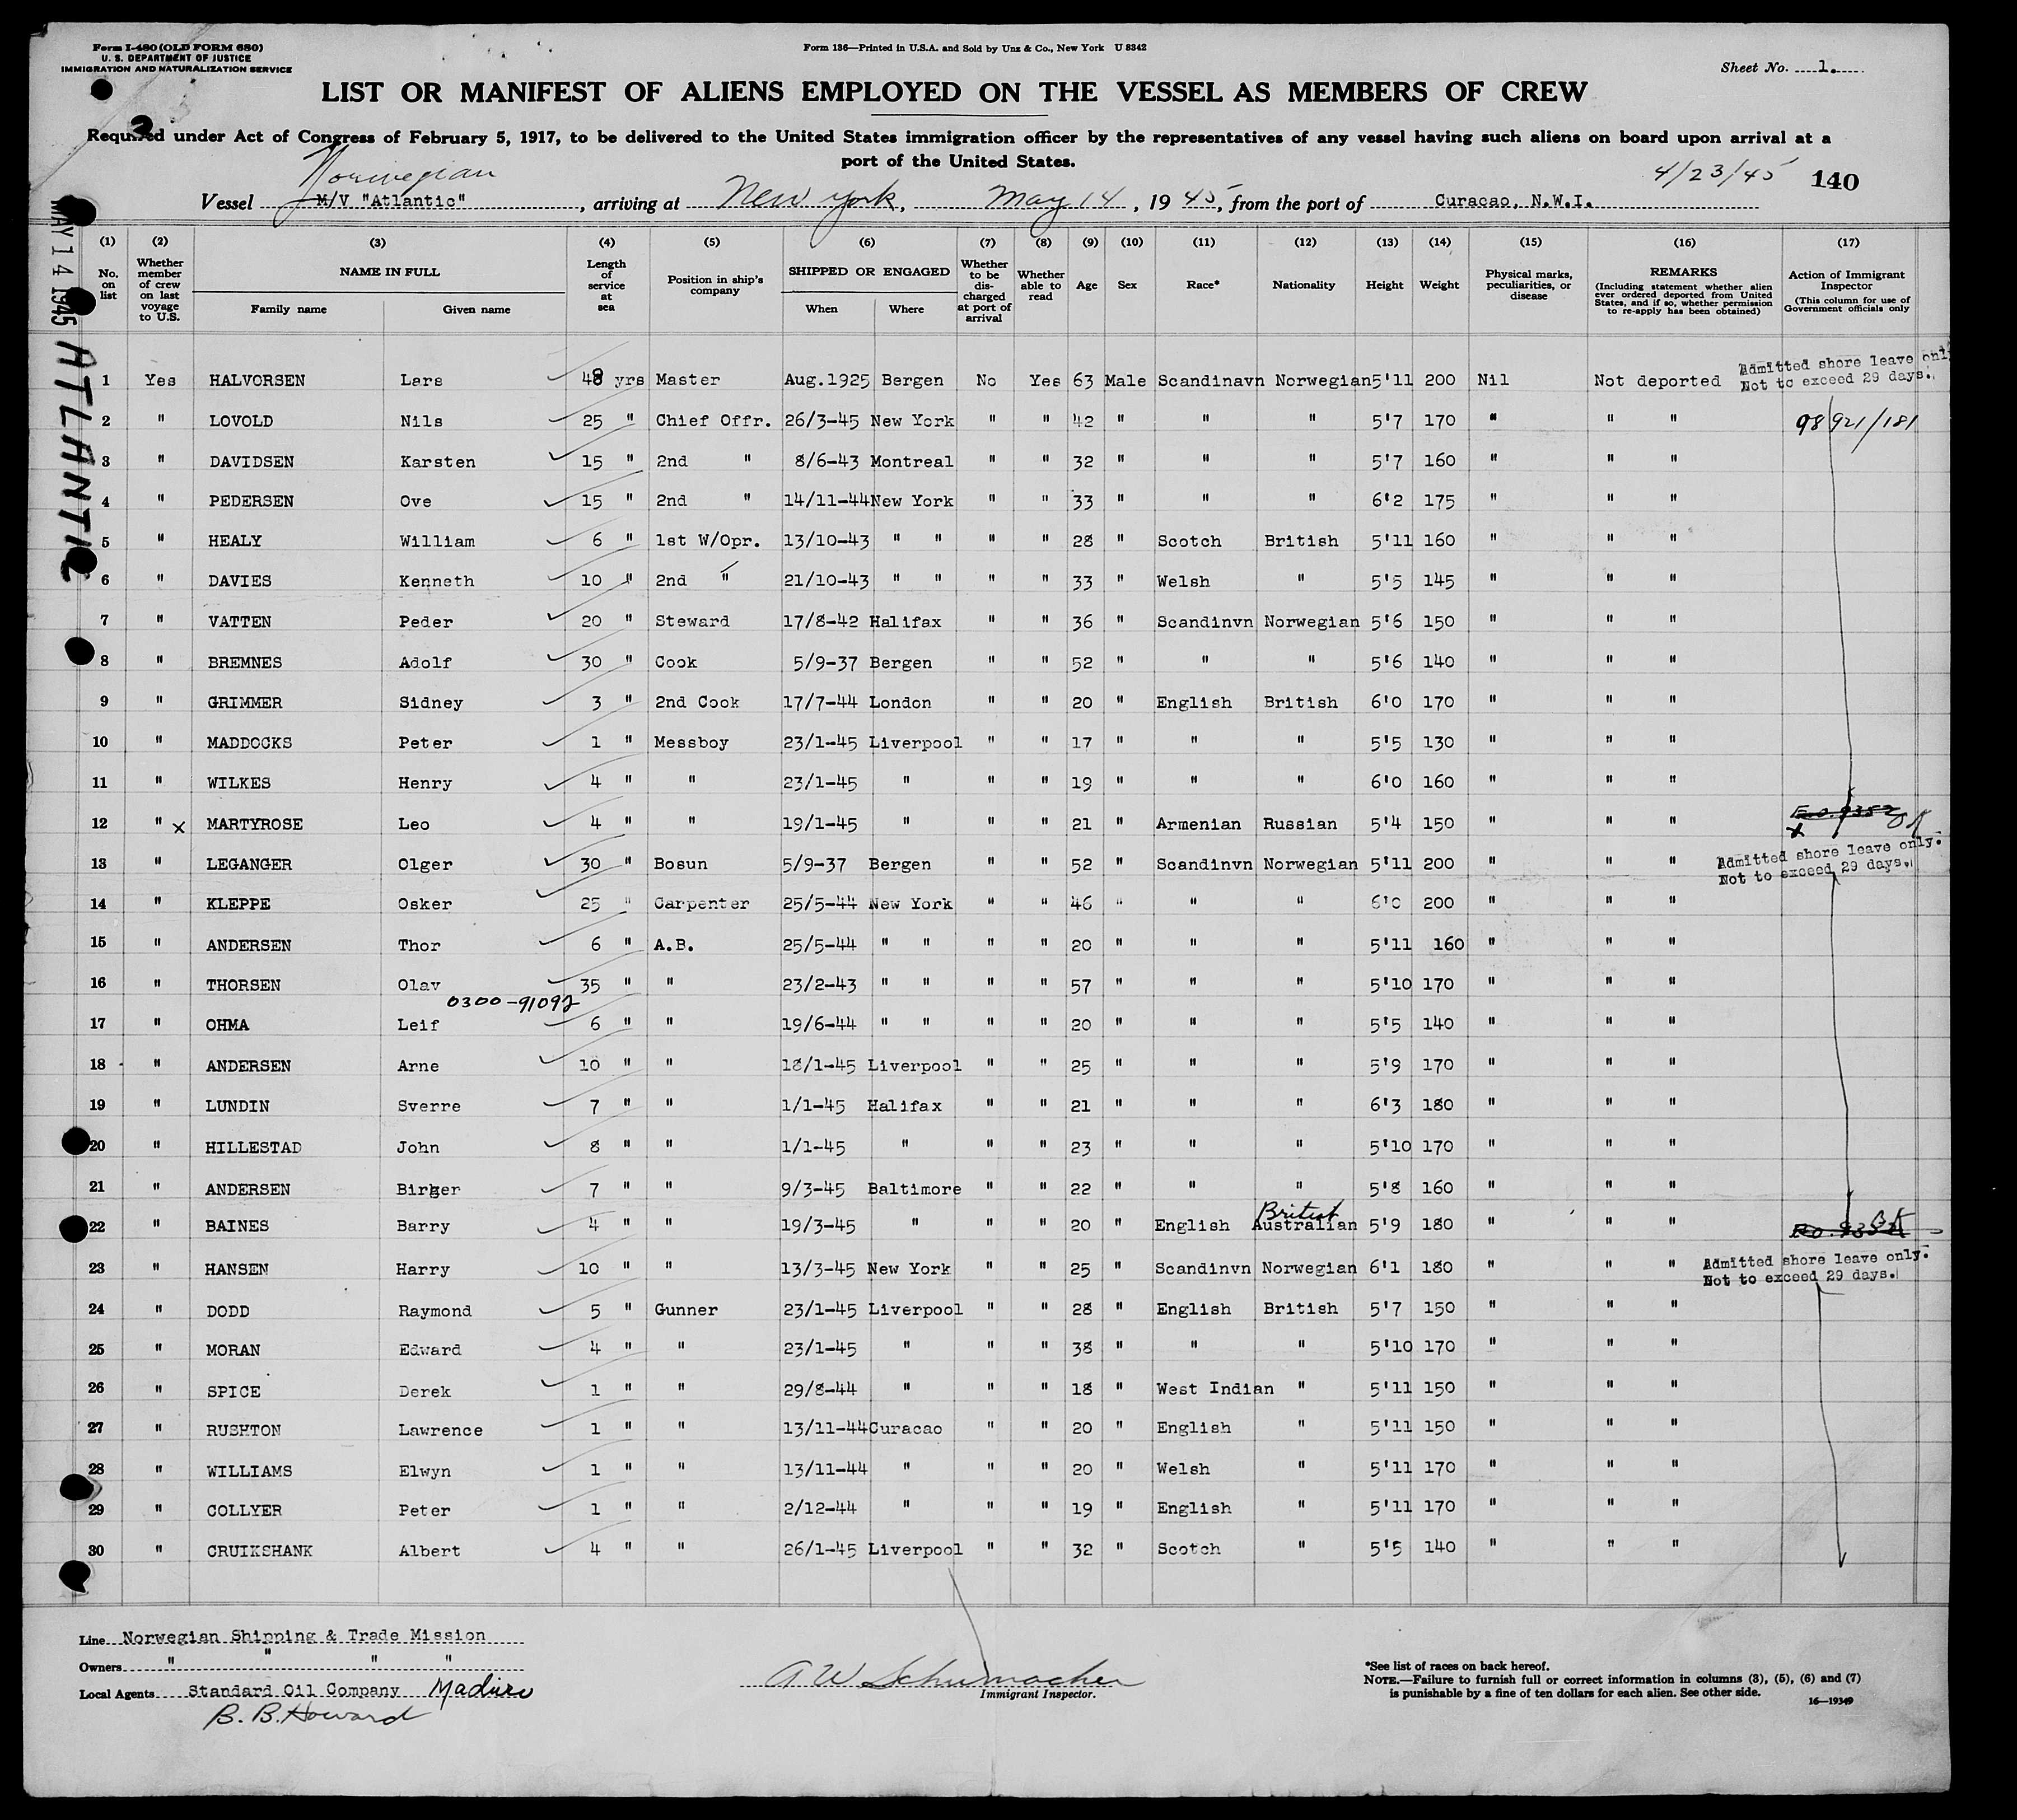 Form I-480 (OLD FORM 680)
U. S. DEPARTMENT OF JUSTICE
IMMIGRATION AND NATURALIZATION SERVICE
Form 136—Printed in U.S.A. and Sold by Unz & Co., New York U 8342
Sheet No. 1.
LIST OR MANIFEST OF ALIENS EMPLOYED ON THE VESSEL AS MEMBERS OF CREW
Required under Act of Congress of February 5, 1917, to be delivered to the United States immigration officer by the representatives of any vessel having such aliens on board upon arrival at a
port of the United States.
Norwegian
4/23/45 140
Vessel M/V "Atlantic", arriving at New York, May 14, 1945, from the port of Curacao, N.W.I.
MAY 14 1945 ATLANTIC
(1) No. on list (2) Whether member of crew on last voyage to U.S. (3) NAME IN FULL Family name Given name (4) Length of service at sea (5) Position in ship's company (6) SHIPPED OR ENGAGED When Where (7) Whether to be discharged at port of arrival (8) Whether able to read (9) Age (10) Sex (11) Race* (12) Nationality (13) Height (14) Weight (15) Physical marks, peculiarities, or disease (16) REMARKS (Including statement whether alien ever ordered deported from United States, and if so, whether permission to re-apply has been obtained) (17) Action of Immigrant Inspector (This column for use of Government officials only
1 Yes HALVORSEN Lars 48 yrs Master Aug.1925 Bergen No Yes 63 Male Scandinavn Norwegian 5'11 200 Nil Not deported Admitted shore leave only Not to exceed 29 days.
2 " LOVOLD Nils 25 " Chief Offr. 26/3-45 New York " " 42 " " " 5'7 170 " " " 98921/181
3 " DAVIDSEN Karsten 15 " 2nd " 8/6-43 Montreal " " 32 " " " 5'7 160 " " "
4 " PEDERSEN Ove 15 " 2nd " 14/11-44 New York " " 33 " " " 6'2 175 " " "
5 " HEALY William 6 " 1st W/Opr. 13/10-43 " " " " 28 " Scotch British 5'11 160 " " "
6 " DAVIES Kenneth 10 " 2nd " 21/10-43 " " " " 33 " Welsh " 5'5 145 " " "
7 " VATTEN Peder 20 " Steward 17/8-42 Halifax " " 36 " Scandinvn Norwegian 5'6 150 " " "
8 " BREMNES Adolf 30 " Cook 5/9-37 Bergen " " 52 " " " 5'6 140 " " "
9 " GRIMMER Sidney 3 " 2nd Cook 17/7-44 London " " 20 " English British 6'0 170 " " "
10 " MADDOCKS Peter 1 " Messboy 23/1-45 Liverpool " " 17 " " " 5'5 130 " " "
11 " WILKES Henry 4 " " 23/1-45 " " " 19 " " " 6'0 160 " " "
12 " x MARTYROSE Leo 4 " " 19/1-45 " " " 21 " Armenian Russian 5'4 150 " " " E.O. 9352 OK x
13 " LEGANGER Olger 30 " Bosun 5/9-37 Bergen " " 52 " Scandinvn Norwegian 5'11 200 " " " Admitted shore leave only. Not to exceed 29 days.
14 " KLEPPE Osker 25 " Carpenter 25/5-44 New York " " 46 " " " 6'0 200 " " "
15 " ANDERSEN Thor 6 " A.B. 25/5-44 " " " " 20 " " " 5'11 160 " " "
16 " THORSEN Olav 35 " " 23/2-43 " " " " 57 " " " 5'10 170 " " "
0300-91092
17 " OHMA Leif 6 " " 19/6-44 " " " " 20 " " " 5'5 140 " " "
18 " ANDERSEN Arne 10 " " 18/1-45 Liverpool " " 25 " " " 5'9 170 " " "
19 " LUNDIN Sverre 7 " " 1/1-45 Halifax " " 21 " " " 6'3 180 " " "
20 " HILLESTAD John 8 " " 1/1-45 " " " 23 " " " 5'10 170 " " "
21 " ANDERSEN Birger 7 " " 9/3-45 Baltimore " " 22 " " " 5'8 160 " " "
British
22 " BAINES Barry 4 " " 19/3-45 " " " 20 " English Australian 5'9 180 " " " OK
23 " HANSEN Harry 10 " " 13/3-45 New York " " 25 " Scandinvn Norwegian 6'1 180 " " " Admitted shore leave only. Not to exceed 29 days.
24 " DODD Raymond 5 " Gunner 23/1-45 Liverpool " " 28 " English British 5'7 150 " " "
25 " MORAN Edward 4 " " 23/1-45 " " " 38 " " " 5'10 170 " " "
26 " SPICE Derek 1 " " 29/8-44 " " " 18 " West Indian " 5'11 150 " " "
27 " RUSHTON Lawrence 1 " " 13/11-44 Curacao " " 20 " English " 5'11 150 " " "
28 " WILLIAMS Elwyn 1 " " 13/11-44 " " " 20 " Welsh " 5'11 170 " " "
29 " COLLYER Peter 1 " " 2/12-44 " " " 19 " English " 5'11 170 " " "
30 " CRUIKSHANK Albert 4 " " 26/1-45 Liverpool " " 32 " Scotch " 5'5 140 " " "
Line Norwegian Shipping & Trade Mission
Owners " " " "
Local Agents Standard Oil Company Maduro
B. B. Howard
A W Schumacher
Immigrant Inspector.
*See list of races on back hereof.
NOTE.—Failure to furnish full or correct information in columns (3), (5), (6) and (7)
is punishable by a fine of ten dollars for each alien. See other side.
16—19349